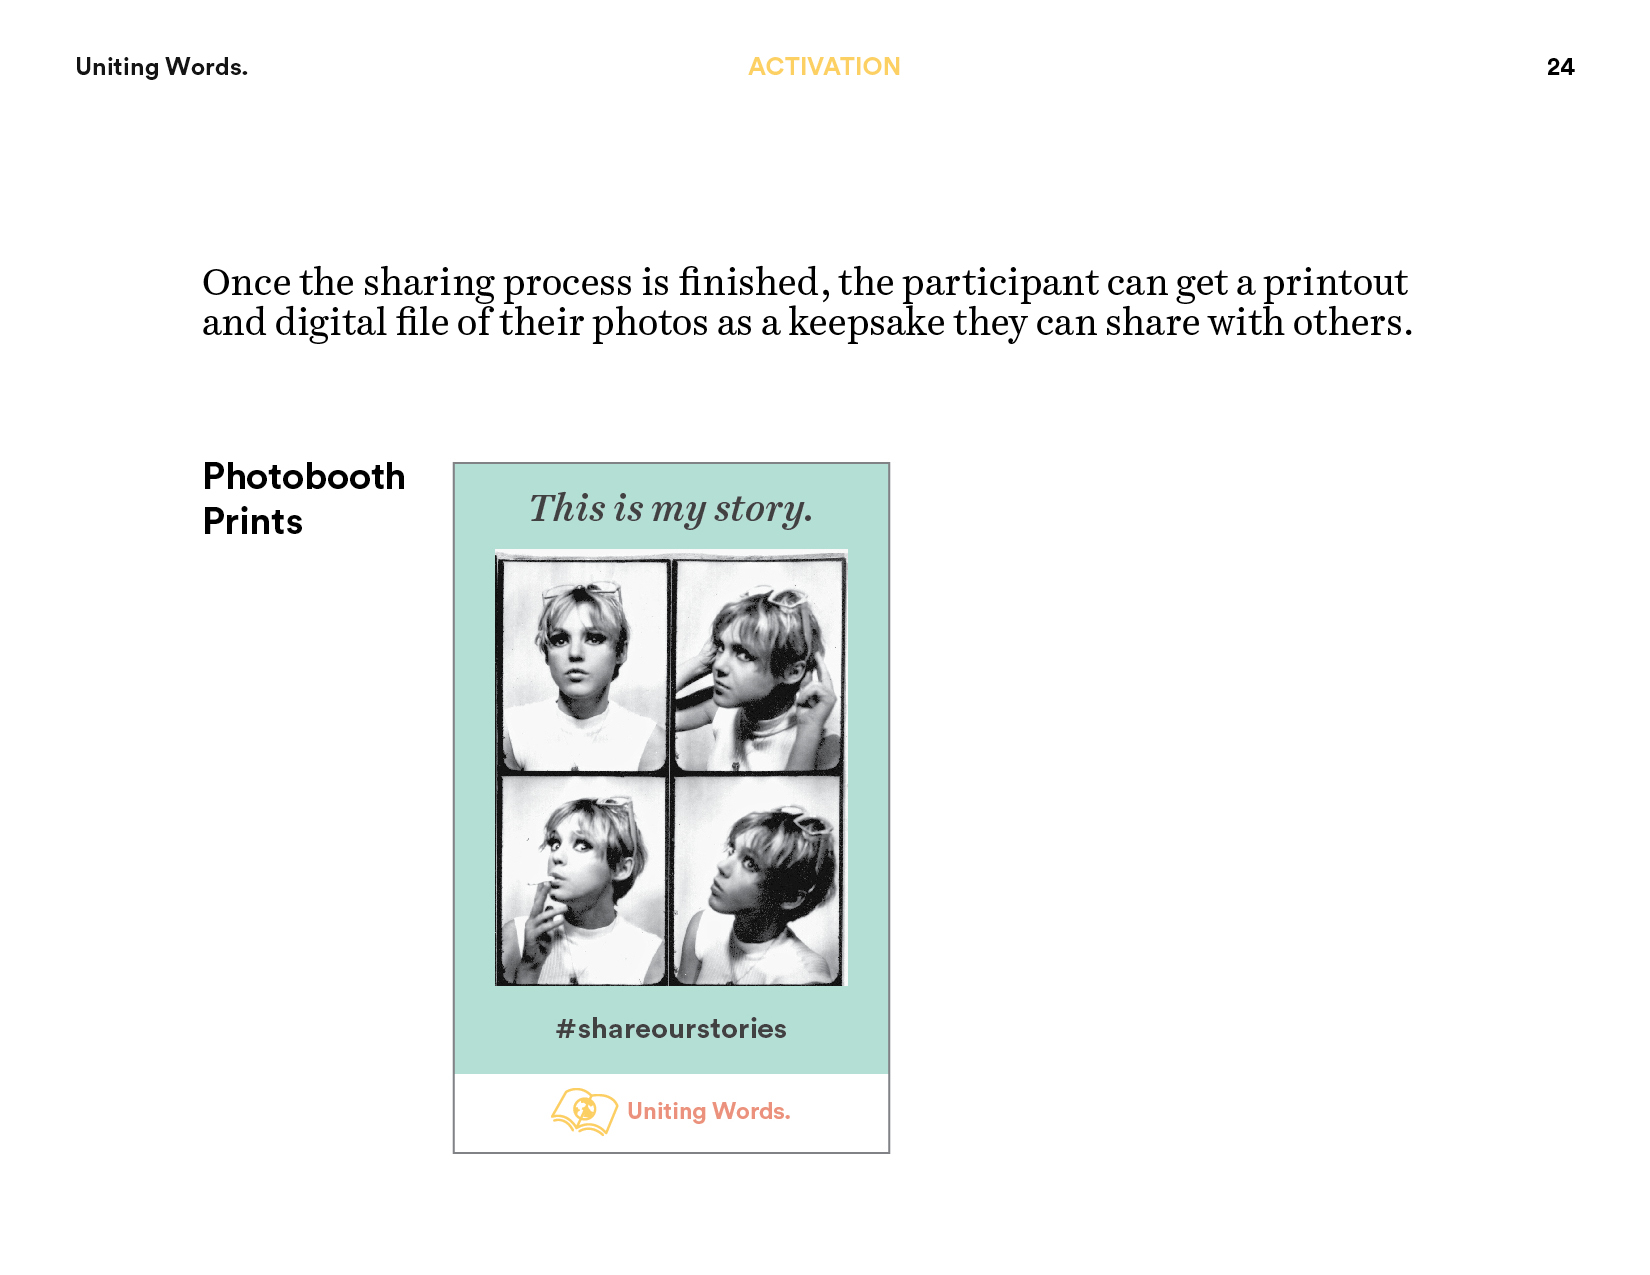 Uniting Words.
ACTIVATION
24
Once the sharing process is finished, the participant can get a printout
and digital file of their photos as a keepsake they can share with others.
Photobooth
Prints
This is my story.
#shareourstories
Uniting Words.